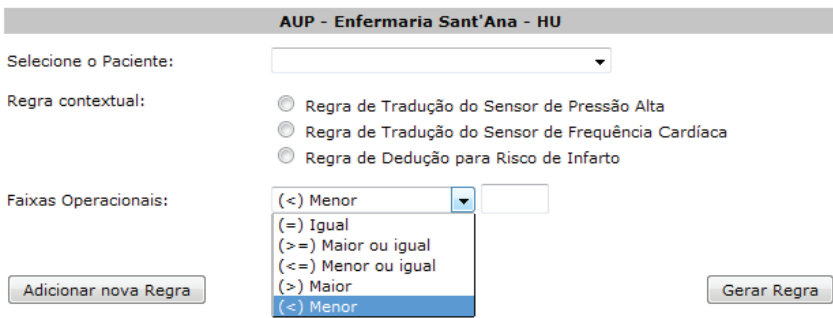 AUP - Enfermaria Sant'Ana - HU
Selecione o Paciente:
Regra contextual:
Regra de Tradução do Sensor de Pressão Alta
Regra de Tradução do Sensor de Frequência Cardíaca
Regra de Dedução para Risco de Infarto
Faixas Operacionais:
(<) Menor
(=) Igual
(>=) Maior ou igual
(<=) Menor ou igual
(>) Maior
(<) Menor
Adicionar nova Regra
Gerar Regra